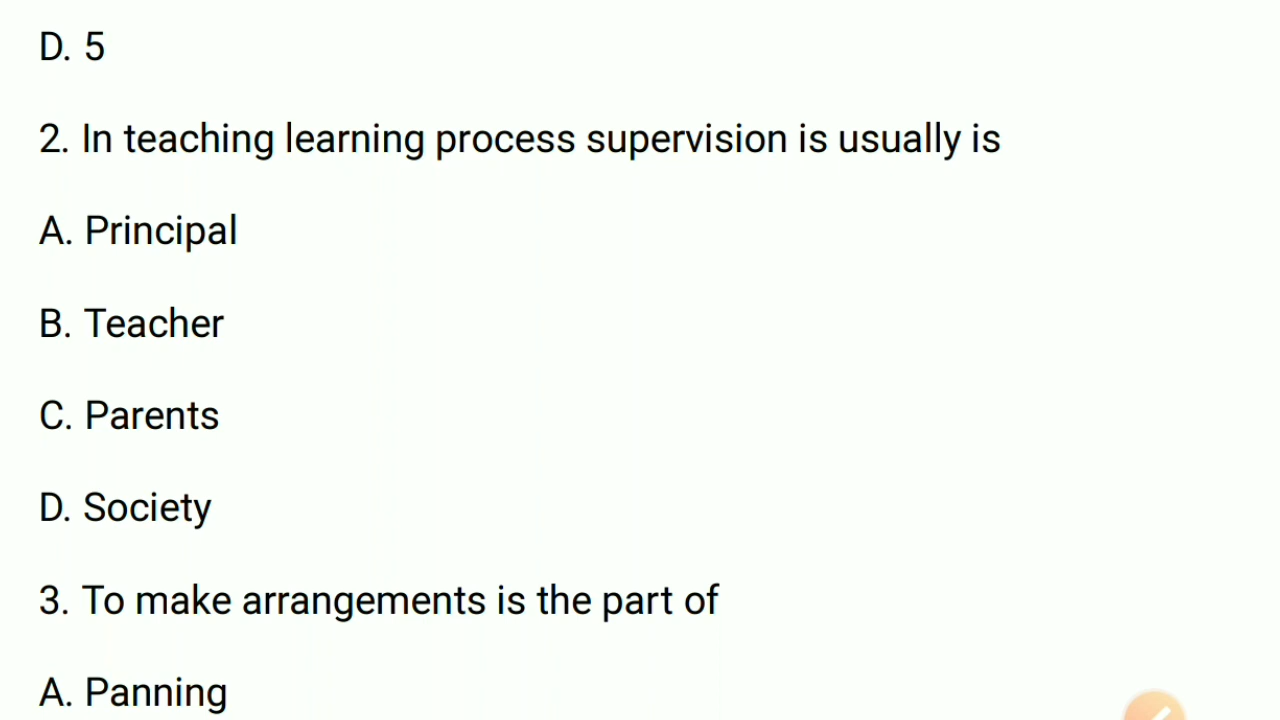 D. 5
2. In teaching learning process supervision is usually is
A. Principal
B. Teacher
C. Parents
D. Society
3. To make arrangements is the part of
A. Panning